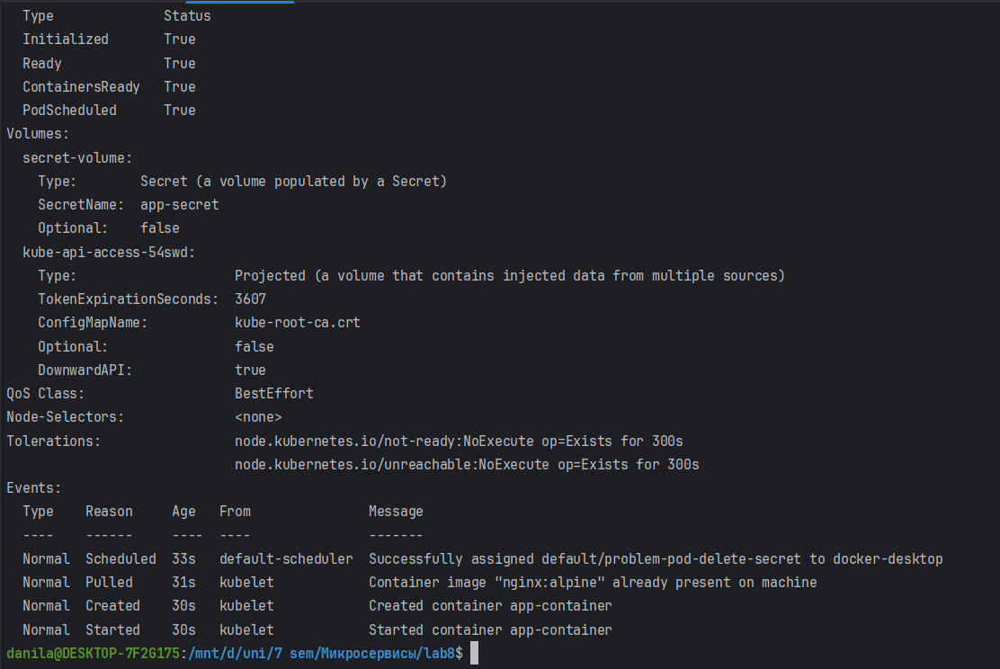 Type Status
Initialized True
Ready True
ContainersReady True
PodScheduled True
Volumes:
secret-volume:
Type: Secret (a volume populated by a Secret)
SecretName: app-secret
Optional: false
kube-api-access-54swd:
Type: Projected (a volume that contains injected data from multiple sources)
TokenExpirationSeconds: 3607
ConfigMapName: kube-root-ca.crt
Optional: false
DownwardAPI: true
QoS Class: BestEffort
Node-Selectors: <none>
Tolerations: node.kubernetes.io/not-ready:NoExecute op=Exists for 300s
node.kubernetes.io/unreachable:NoExecute op=Exists for 300s
Events:
Type Reason Age From Message
---- ------ ---- ---- -------
Normal Scheduled 33s default-scheduler Successfully assigned default/problem-pod-delete-secret to docker-desktop
Normal Pulled 31s kubelet Container image "nginx:alpine" already present on machine
Normal Created 30s kubelet Created container app-container
Normal Started 30s kubelet Started container app-container
danila@DESKTOP-7F2G175:/mnt/d/uni/7 sem/Микросервисы/lab8$